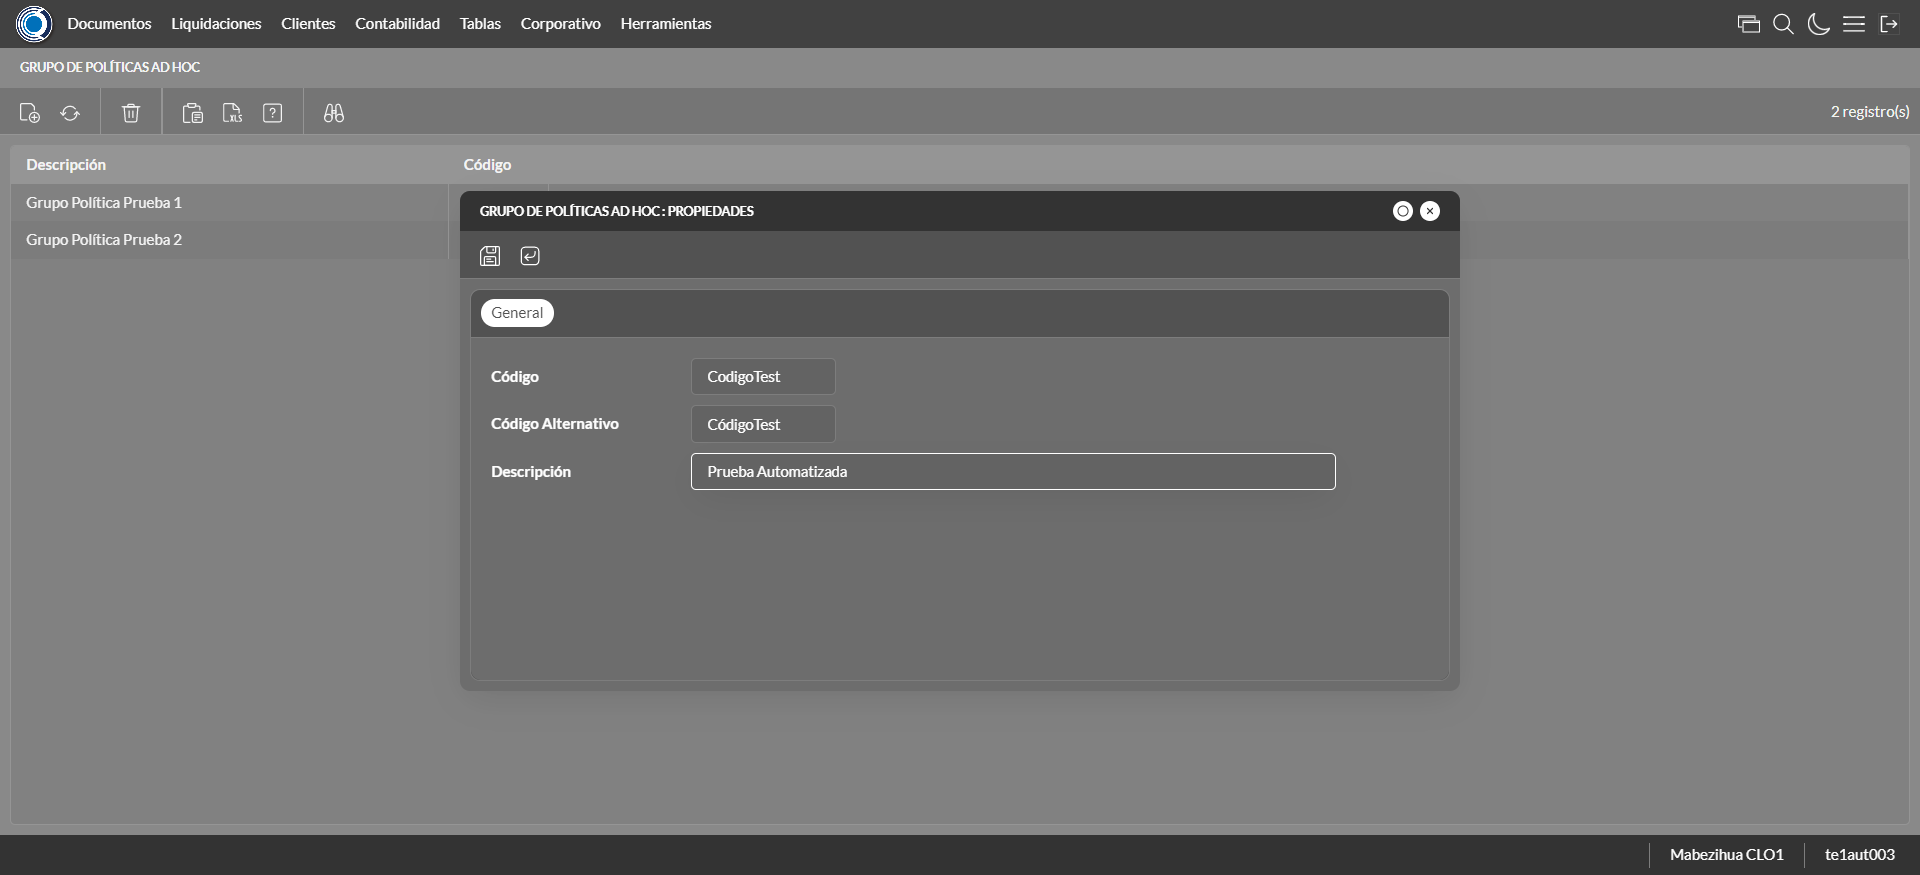 Documentos Liquidaciones Clientes Contabilidad Tablas Corporativo Herramientas
GRUPO DE POLÍTICAS AD HOC
XLS ? 2 registro(s)
Descripción Código
Grupo Política Prueba 1
Grupo Política Prueba 2
GRUPO DE POLÍTICAS AD HOC : PROPIEDADES
General
Código CodigoTest
Código Alternativo CódigoTest
Descripción Prueba Automatizada
Mabezihua CLO1 te1aut003